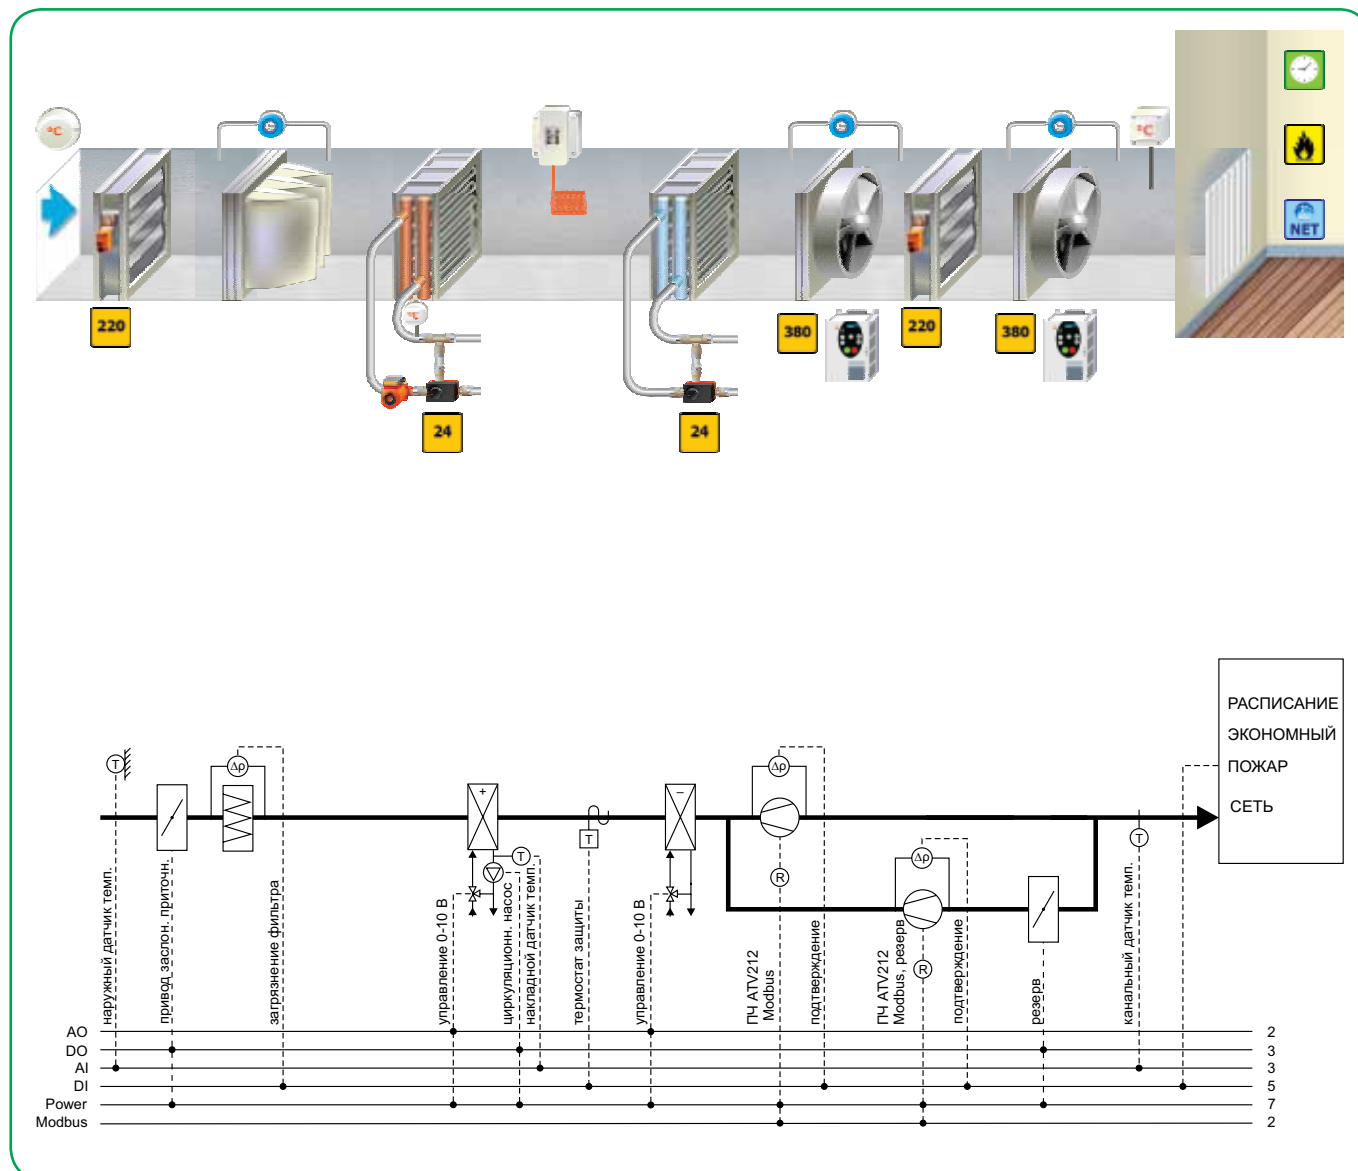 °C
NET
220
°C
°C
380
220
380
24
24
РАСПИСАНИЕ
ЭКОНОМНЫЙ
ПОЖАР
СЕТЬ
T
Δρ
+
T
T
–
Δρ
R
Δρ
R
T
наружный датчик темп.
привод заслон. приточн.
загрязнение фильтра
управление 0-10 В
циркуляционн. насос
накладной датчик темп.
термостат защиты
управление 0-10 В
ПЧ ATV212
Modbus
подтверждение
ПЧ ATV212
Modbus, резерв
подтверждение
резерв
канальный датчик темп.
AO 2
DO 3
AI 3
DI 5
Power 7
Modbus 2